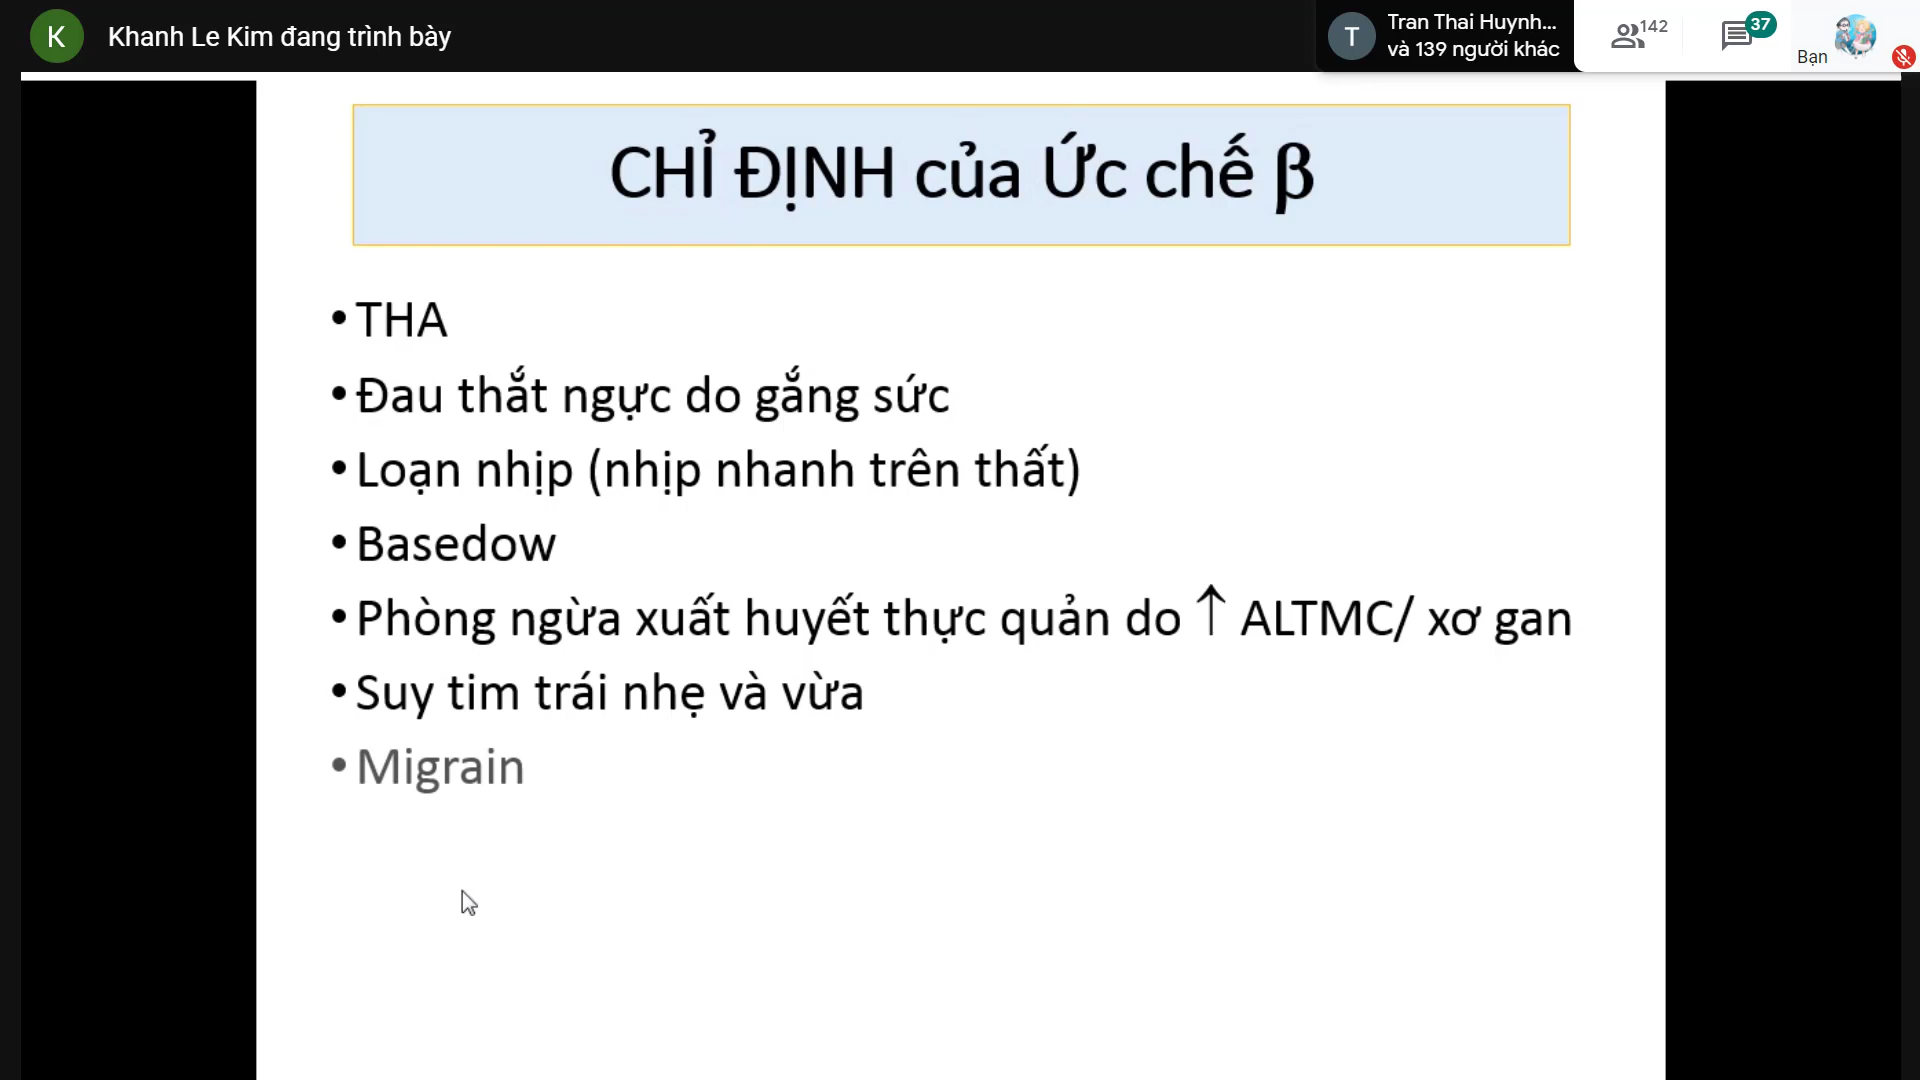 K
Khanh Le Kim đang trình bày
T
Tran Thai Huynh...
và 139 người khác
142
37
Bạn
CHỈ ĐỊNH của Ức chế β
• THA
• Đau thắt ngực do gắng sức
• Loạn nhịp (nhịp nhanh trên thất)
• Basedow
• Phòng ngừa xuất huyết thực quản do ↑ ALTMC/ xơ gan
• Suy tim trái nhẹ và vừa
• Migrain